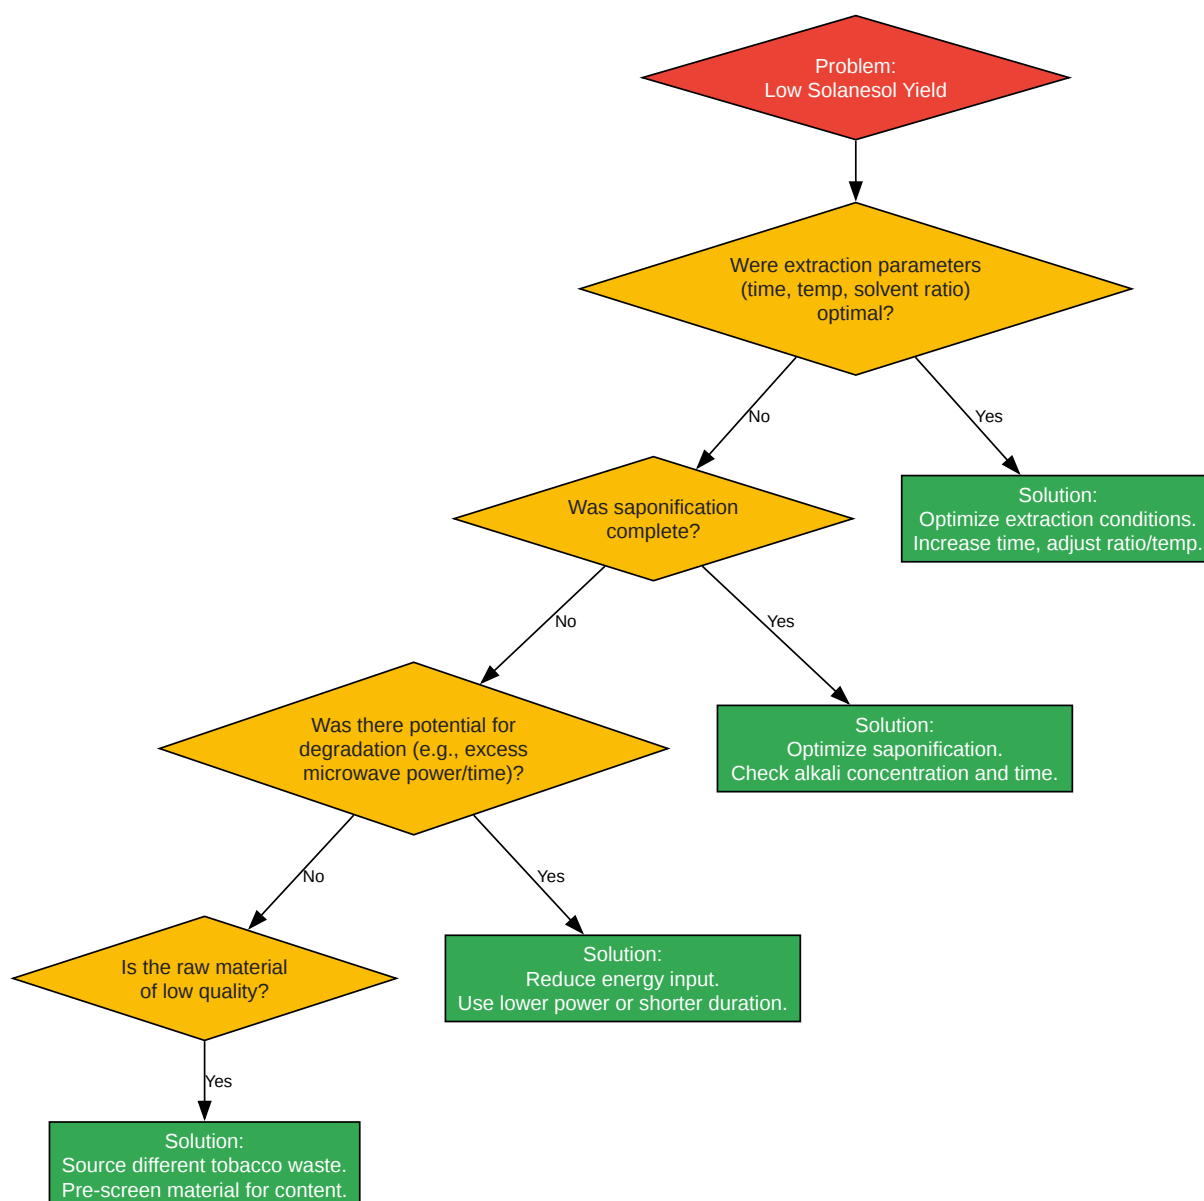 Problem:
Low Solanesol Yield
Were extraction parameters
(time, temp, solvent ratio)
optimal?
No
Yes
Was saponification
complete?
Solution:
Optimize extraction conditions.
Increase time, adjust ratio/temp.
No
Yes
Was there potential for
degradation (e.g., excess
microwave power/time)?
Solution:
Optimize saponification.
Check alkali concentration and time.
No
Yes
Is the raw material
of low quality?
Solution:
Reduce energy input.
Use lower power or shorter duration.
Yes
Solution:
Source different tobacco waste.
Pre-screen material for content.